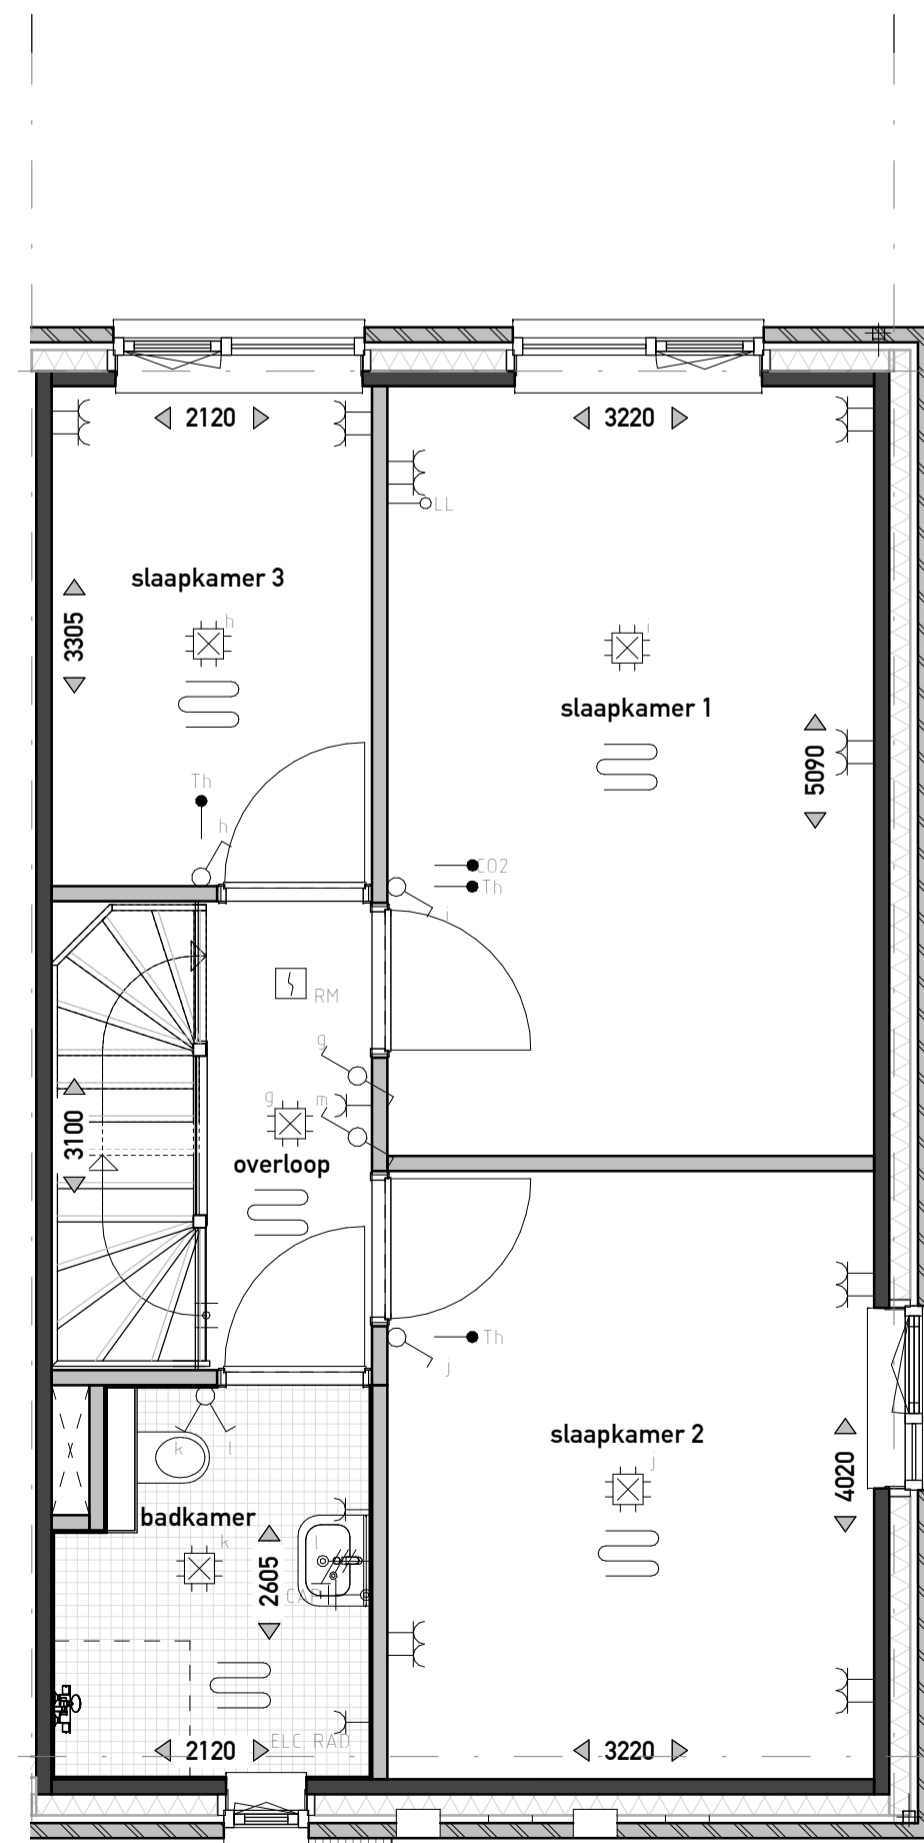 2120
3220
LL
slaapkamer 3
3305
h
i
slaapkamer 1
5090
Th
h
CO2
Th
i
RM
g
g
m
3100
overloop
Th
j
k
l
slaapkamer 2
j
4020
badkamer
k
l
2605
CAP
ELC RAD
2120
3220